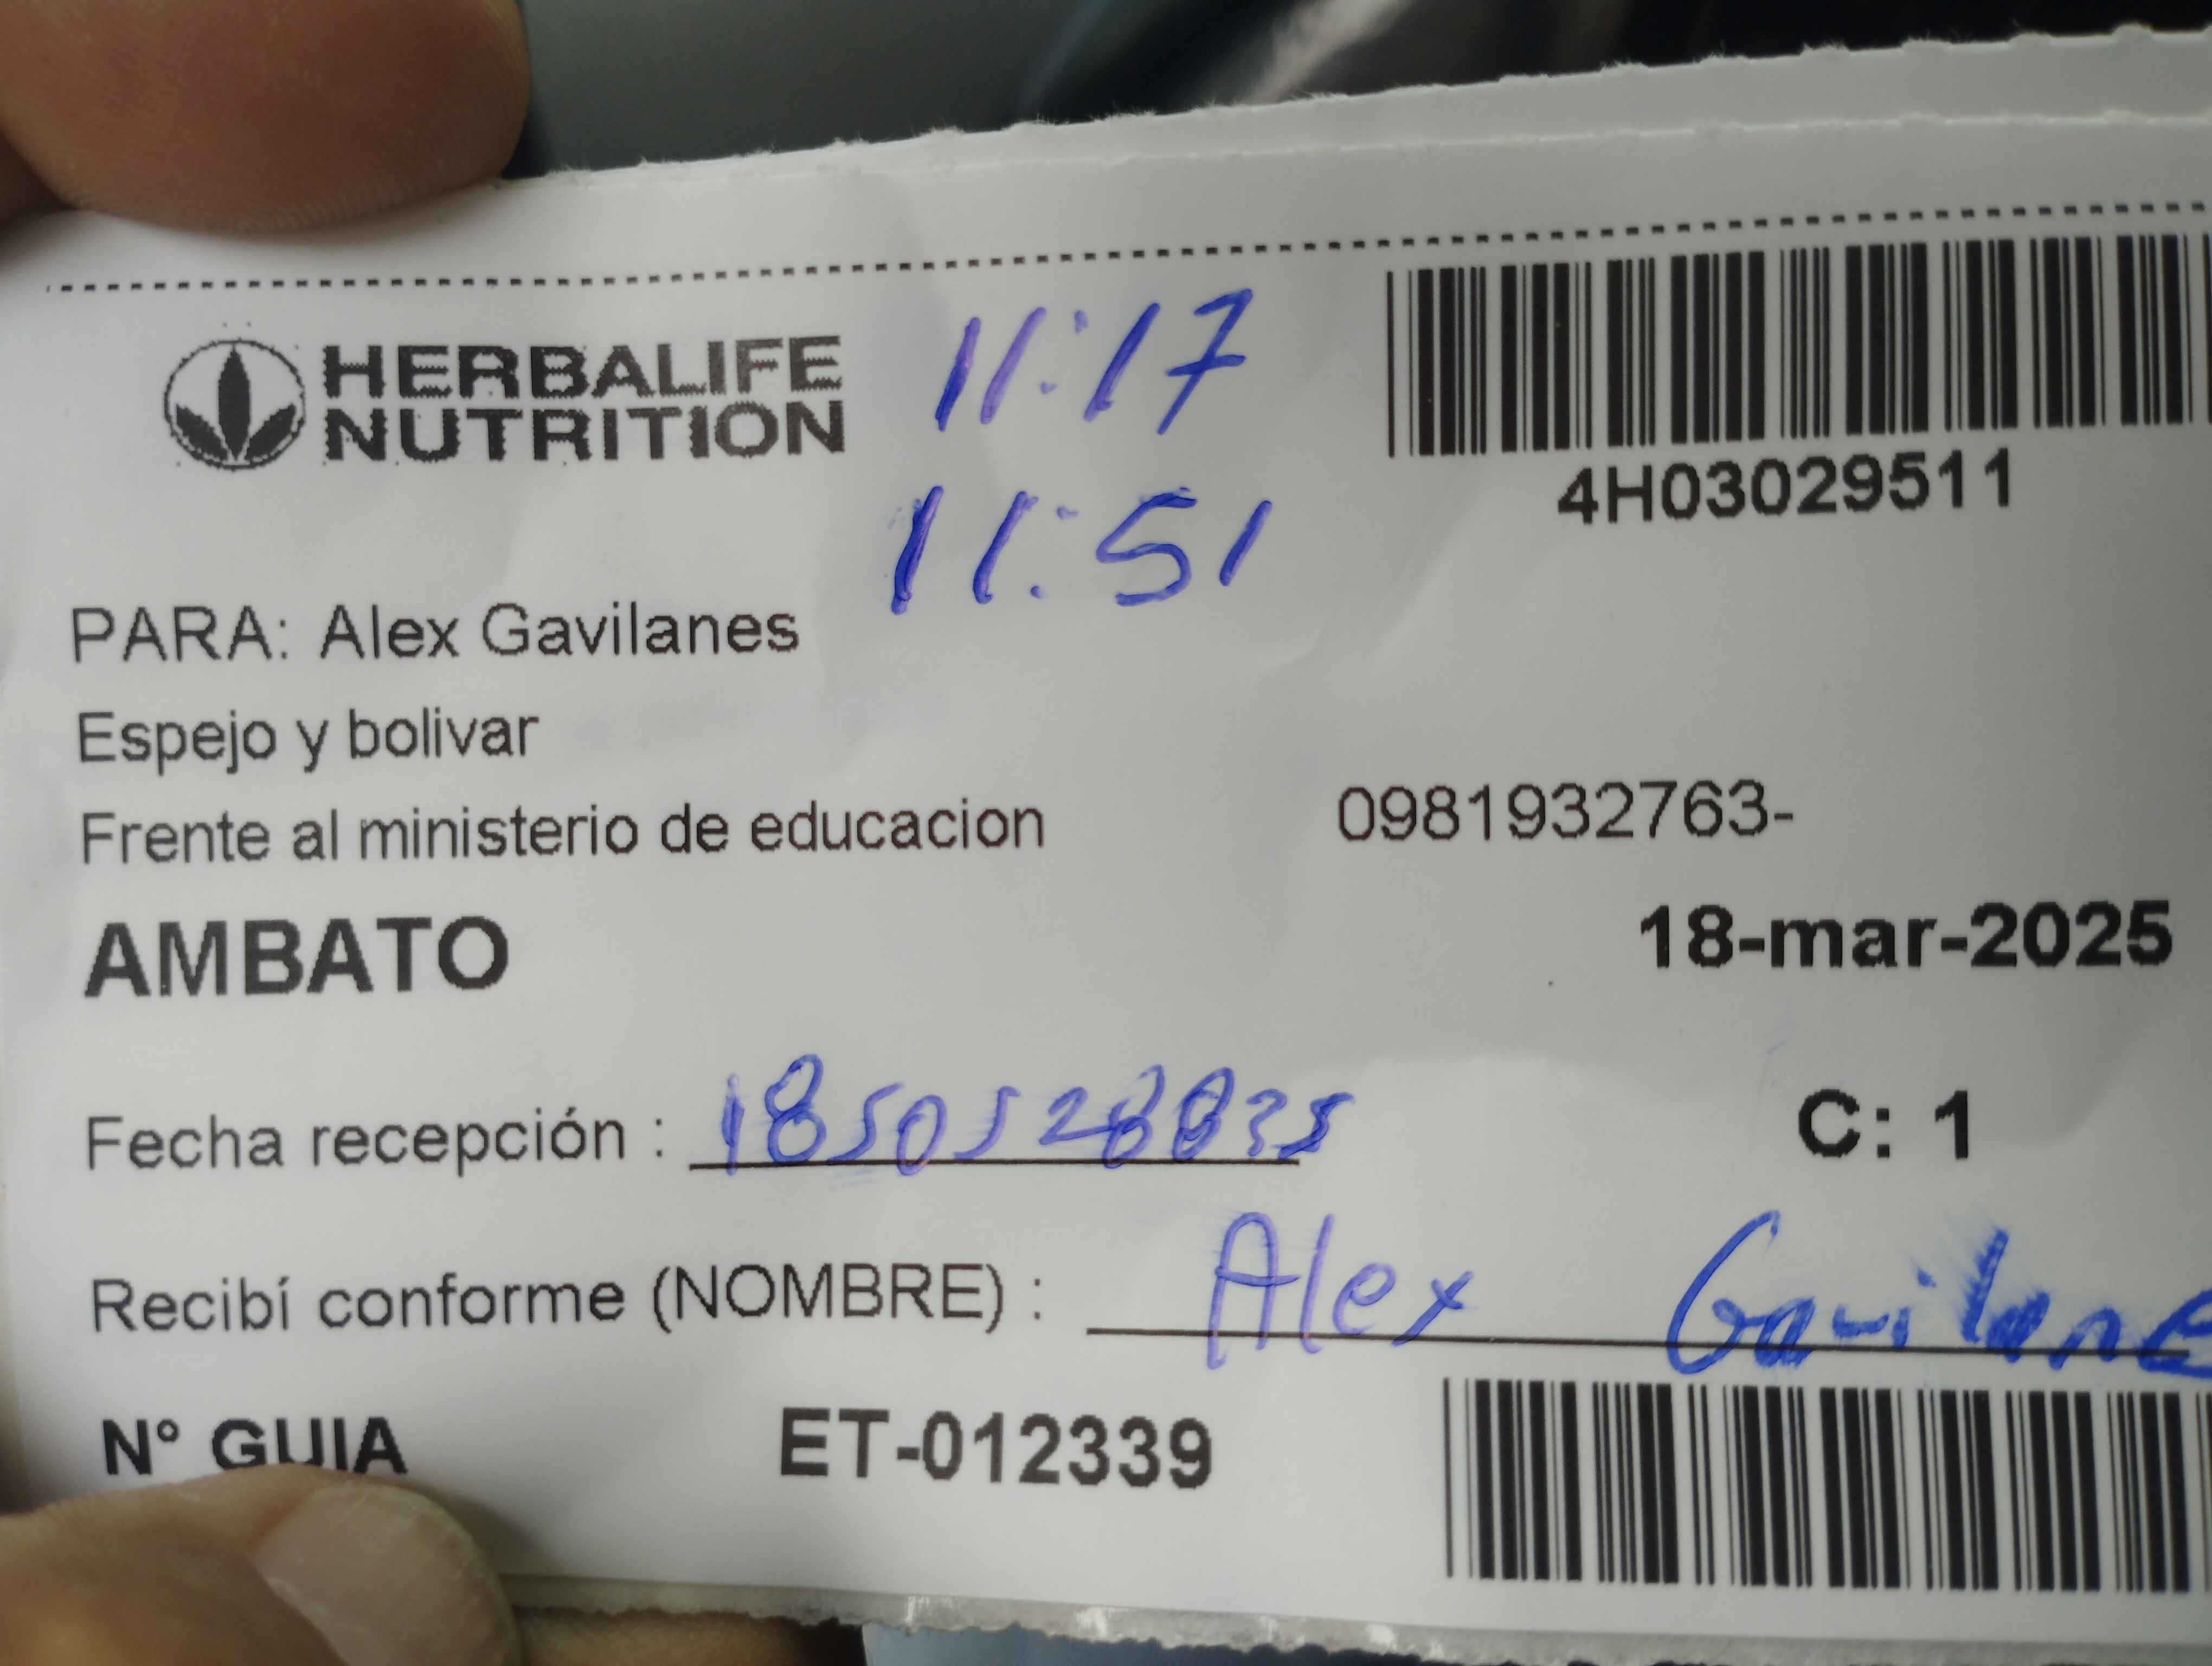 HERBALIFE
NUTRITION
11:17
11:51
4H03029511
PARA: Alex Gavilanes
Espejo y bolivar
Frente al ministerio de educacion
0981932763-
AMBATO
18-mar-2025
Fecha recepción :
C: 1
Recibí conforme (NOMBRE) : Alex Gavilane
N° GUIA ET-012339